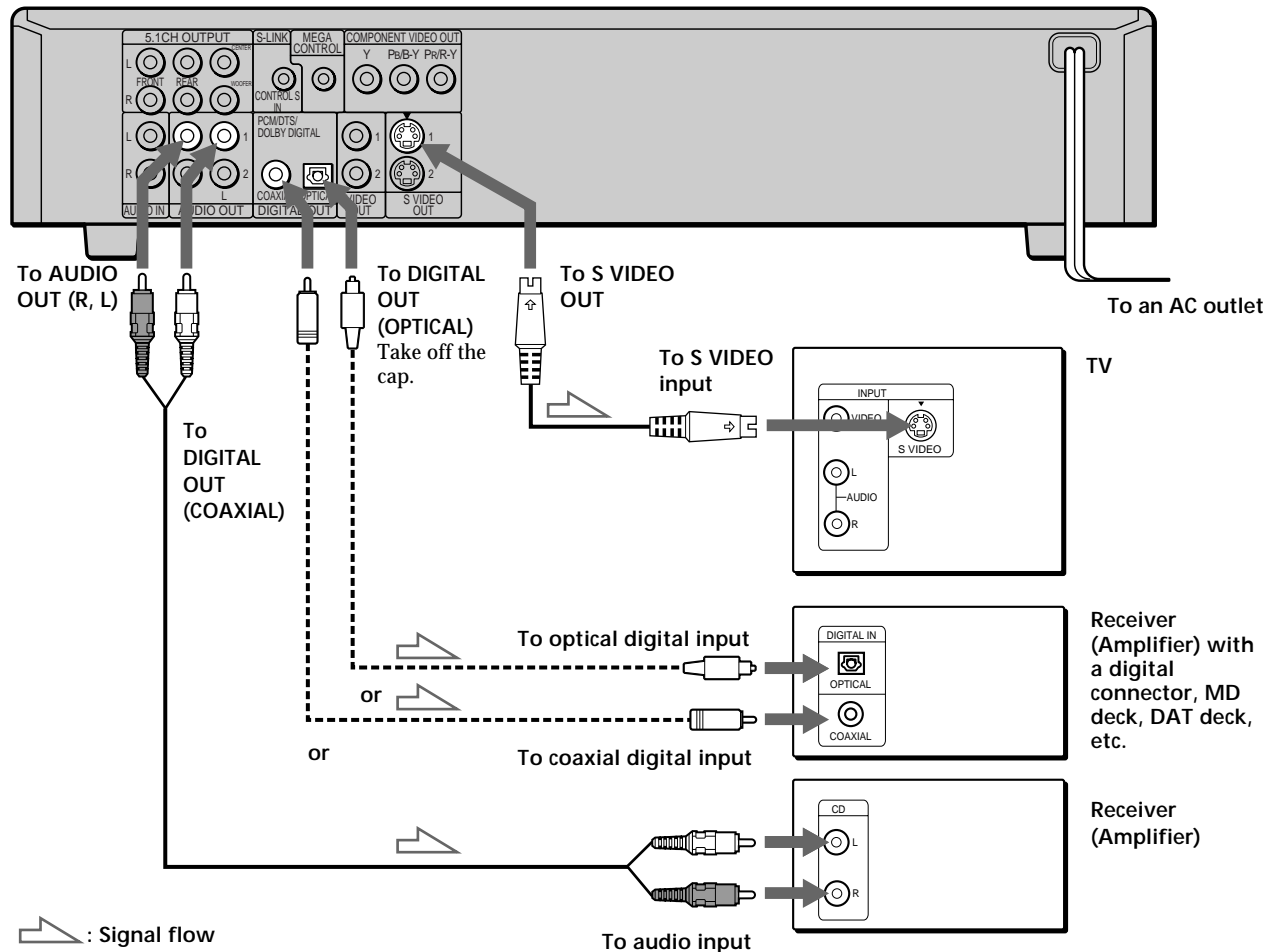 5.1CH OUTPUT
S-LINK
MEGA
CONTROL
COMPONENT VIDEO OUT
CENTER
Y
PB/B-Y
PR/R-Y
L
FRONT
REAR
WOOFER
R
CONTROL S
IN
PCM/DTS/
DOLBY DIGITAL
L
1
1
1
R
2
2
2
L
COAXIAL
OPTICAL
VIDEO
OUT
S VIDEO
OUT
AUDIO IN
AUDIO OUT
DIGITAL OUT
To AUDIO
OUT (R, L)
To DIGITAL
OUT
(OPTICAL)
Take off the
cap.
To S VIDEO
OUT
To an AC outlet
To
DIGITAL
OUT
(COAXIAL)
To S VIDEO
input
TV
INPUT
VIDEO
S VIDEO
L
AUDIO
R
To optical digital input
or
or
To coaxial digital input
DIGITAL IN
OPTICAL
COAXIAL
Receiver
(Amplifier) with
a digital
connector, MD
deck, DAT deck,
etc.
CD
L
R
Receiver
(Amplifier)
: Signal flow
To audio input